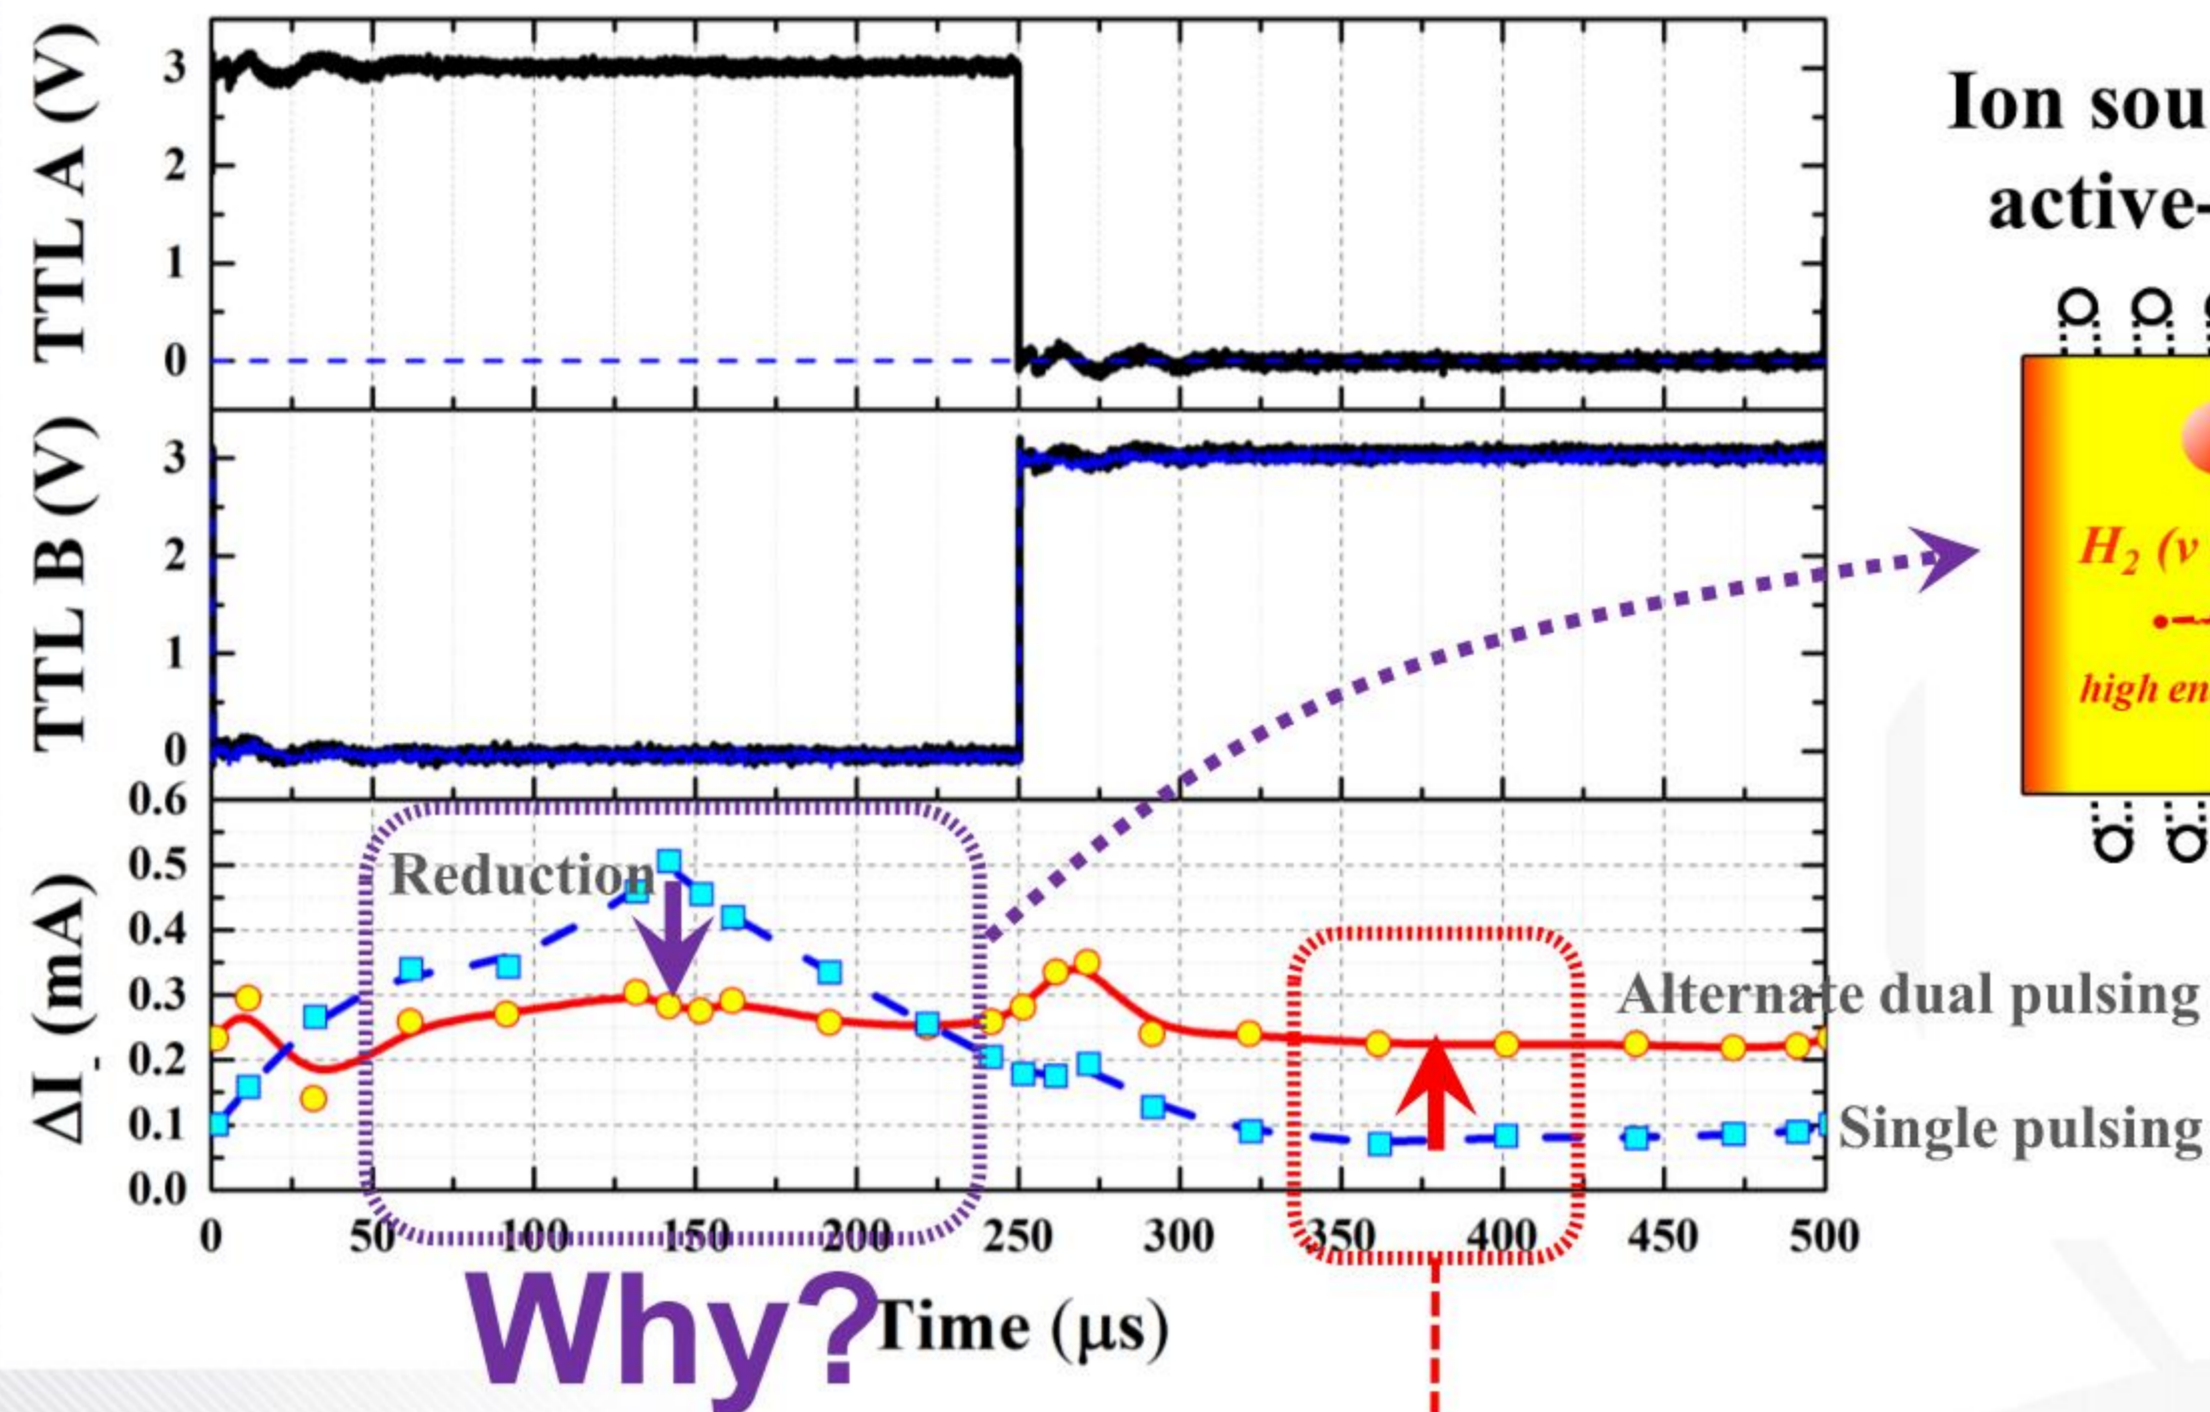 TTL A (V)
3
2
1
0
TTL B (V)
3
2
1
0
ΔI- (mA)
0.6
0.5
0.4
0.3
0.2
0.1
0.0
Reduction
Alternate dual pulsing
Single pulsing
0 50 100 150 200 250 300 350 400 450 500
Why?
Time (μs)
Ion sou
active-
H2 (v
high en